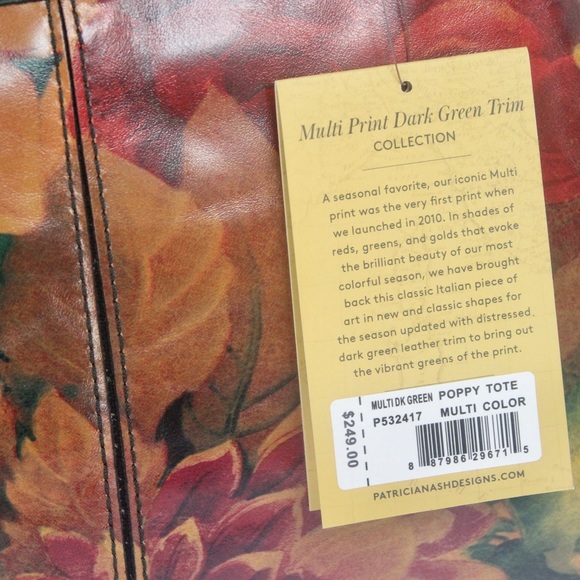 Multi Print Dark Green Trim
COLLECTION
A seasonal favorite, our iconic Multi
print was the very first print when
we launched in 2010. In shades of
reds, greens, and golds that evoke
the brilliant beauty of our most
colorful season, we have brought
back this classic Italian piece of
art in new and classic shapes for
the season updated with distressed
dark green leather trim to bring out
the vibrant greens of the print.
$249.00
MULTI DK GREEN POPPY TOTE
P532417 MULTI COLOR
8 87986 29671 5
PATRICIANASHDESIGNS.COM